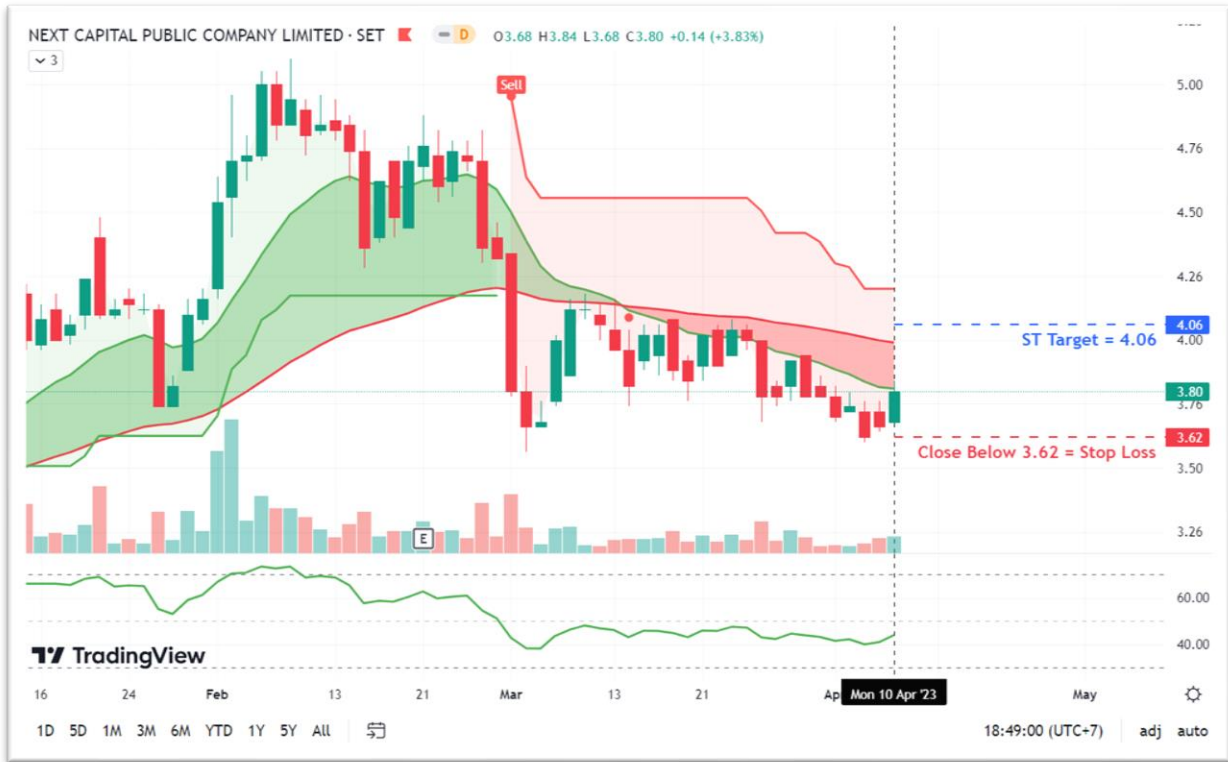 NEXT CAPITAL PUBLIC COMPANY LIMITED · SET D O3.68 H3.84 L3.68 C3.80 +0.14 (+3.83%)
3
Sell
5.00
4.76
4.50
4.26
4.06
ST Target = 4.06
4.00
3.80
3.76
3.62
Close Below 3.62 = Stop Loss
3.50
3.26
E
60.00
40.00
TradingView
16 24 Feb 13 21 Mar 13 21 Mon 10 Apr '23 May
1D 5D 1M 3M 6M YTD 1Y 5Y All 18:49:00 (UTC+7) adj auto